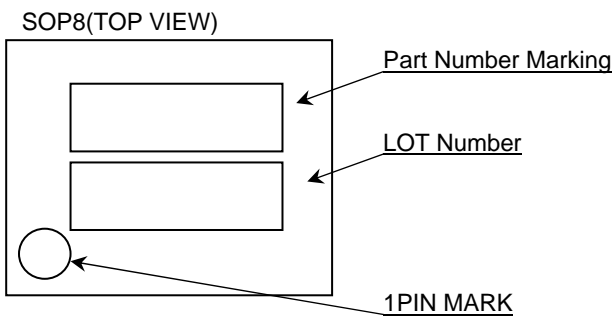 SOP8(TOP VIEW)
Part Number Marking
LOT Number
1PIN MARK